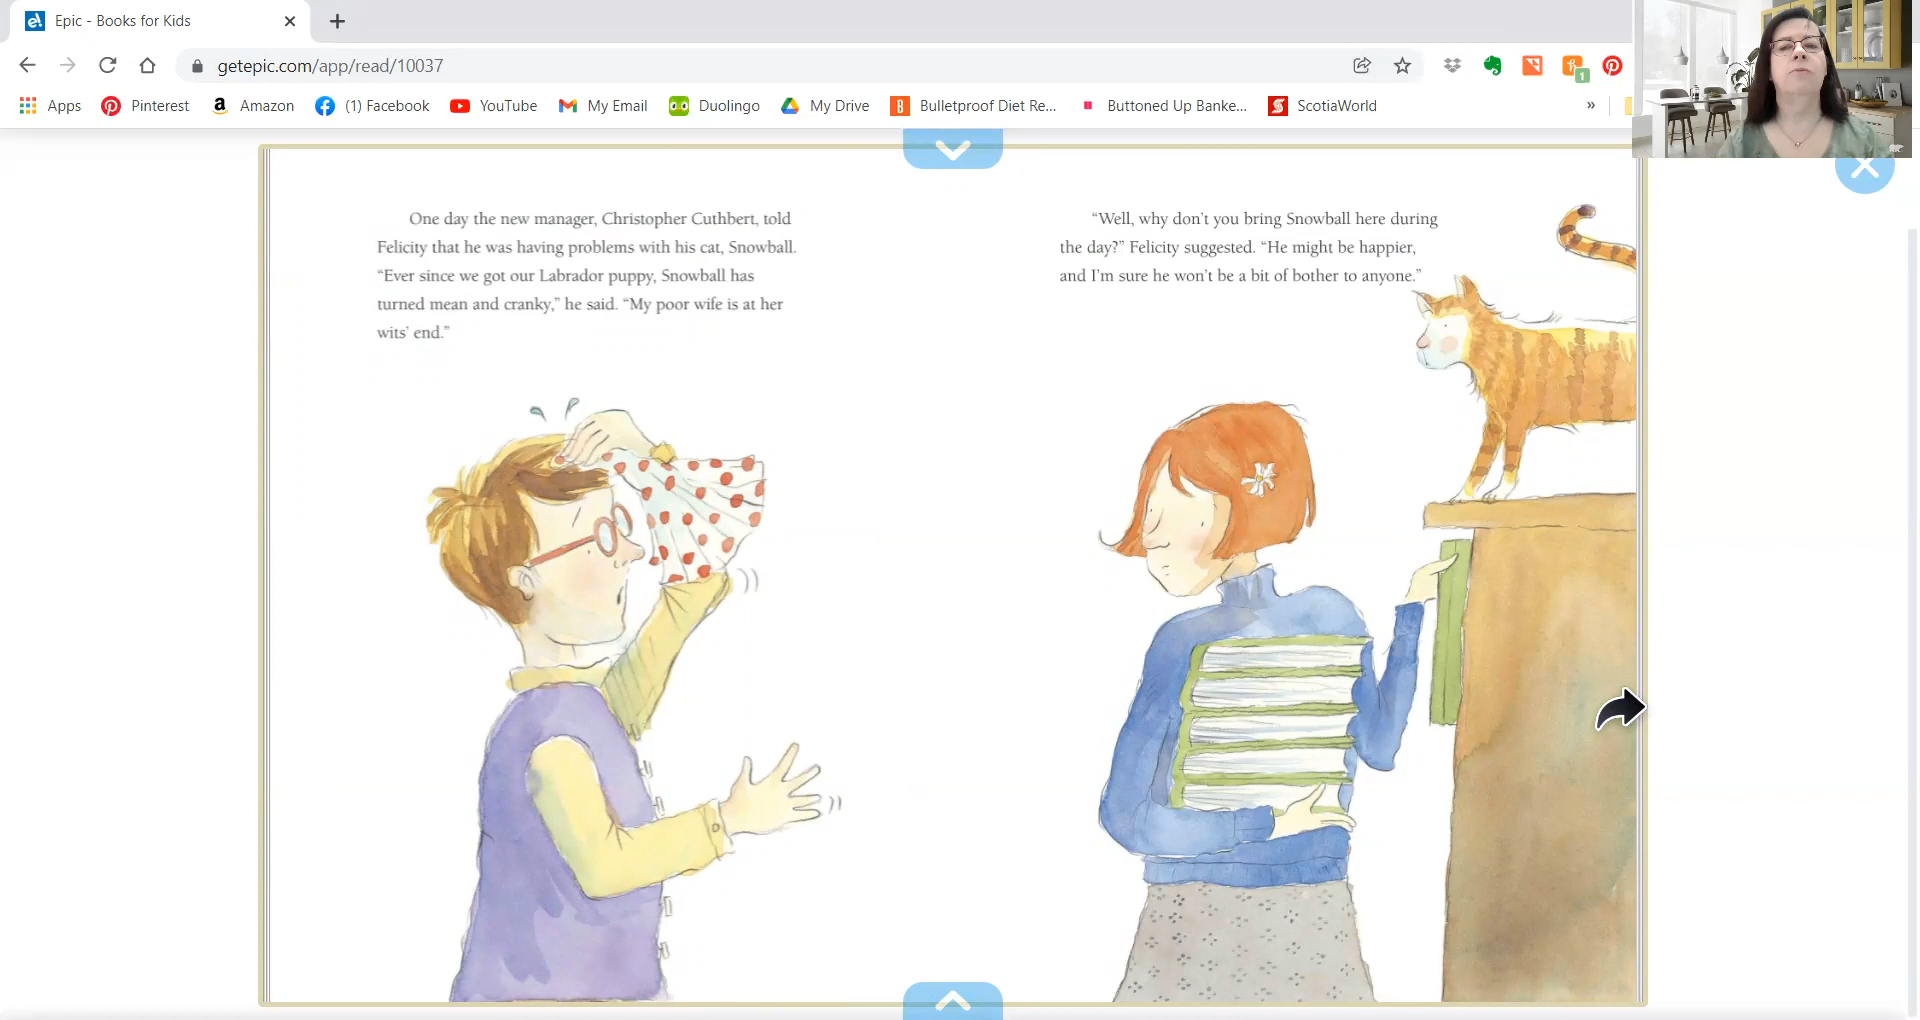 Epic - Books for Kids
getepic.com/app/read/10037
1
Apps Pinterest Amazon (1) Facebook YouTube My Email Duolingo My Drive Bulletproof Diet Re... Buttoned Up Banke... ScotiaWorld
One day the new manager, Christopher Cuthbert, told
Felicity that he was having problems with his cat, Snowball.
“Ever since we got our Labrador puppy, Snowball has
turned mean and cranky,” he said. “My poor wife is at her
wits’ end.”
“Well, why don’t you bring Snowball here during
the day?” Felicity suggested. “He might be happier,
and I’m sure he won’t be a bit of bother to anyone.”